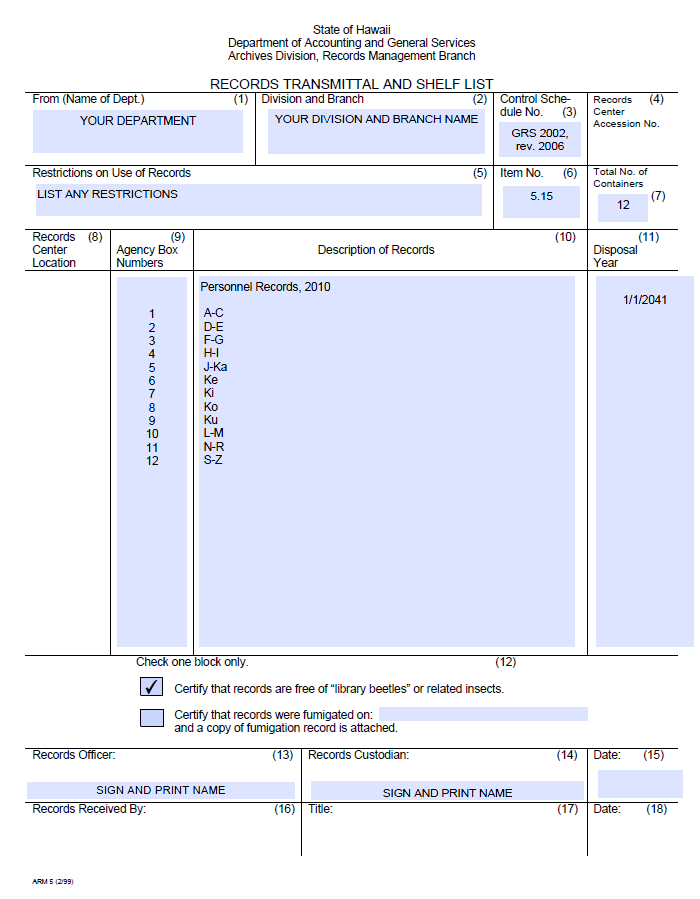 State of Hawaii
Department of Accounting and General Services
Archives Division, Records Management Branch
RECORDS TRANSMITTAL AND SHELF LIST
From (Name of Dept.) (1)
YOUR DEPARTMENT
Division and Branch (2)
YOUR DIVISION AND BRANCH NAME
Control Sche-
dule No. (3)
GRS 2002,
rev. 2006
Records (4)
Center
Accession No.
Restrictions on Use of Records (5)
LIST ANY RESTRICTIONS
Item No. (6)
5.15
Total No. of
Containers
(7)
12
Records (8)
Center
Location
(9)
Agency Box
Numbers
(10)
Description of Records
(11)
Disposal
Year
Personnel Records, 2010
1/1/2041
1 A-C
2 D-E
3 F-G
4 H-I
5 J-Ka
6 Ke
7 Ki
8 Ko
9 Ku
10 L-M
11 N-R
12 S-Z
Check one block only. (12)
✓ Certify that records are free of “library beetles” or related insects.
Certify that records were fumigated on:
and a copy of fumigation record is attached.
Records Officer: (13)
SIGN AND PRINT NAME
Records Custodian: (14)
SIGN AND PRINT NAME
Date: (15)
Records Received By: (16)
Title: (17)
Date: (18)
ARM 5 (2/99)